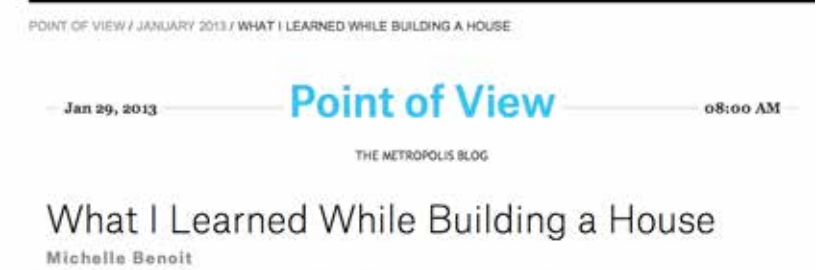 POINT OF VIEW / JANUARY 2013 / WHAT I LEARNED WHILE BUILDING A HOUSE
Jan 29, 2013 Point of View 08:00 AM
THE METROPOLIS BLOG
What I Learned While Building a House
Michelle Benoit